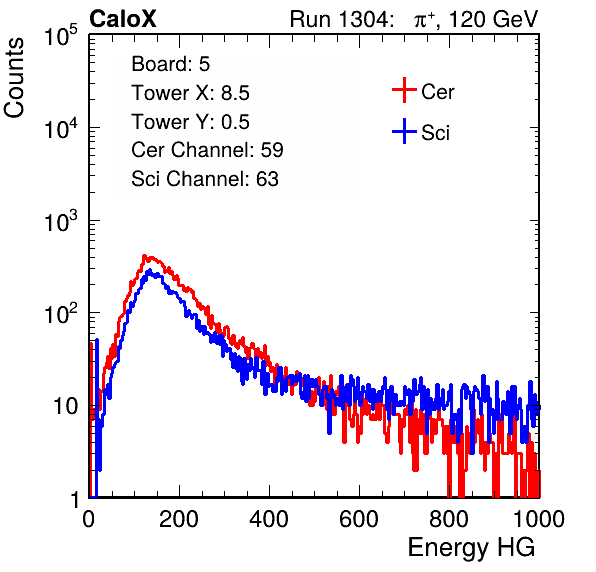 CaloX Run 1304: π⁺, 120 GeV
Counts
10⁵
10⁴
10³
10²
10
1
Board: 5
Tower X: 8.5
Tower Y: 0.5
Cer Channel: 59
Sci Channel: 63
Cer
Sci
0 200 400 600 800 1000
Energy HG